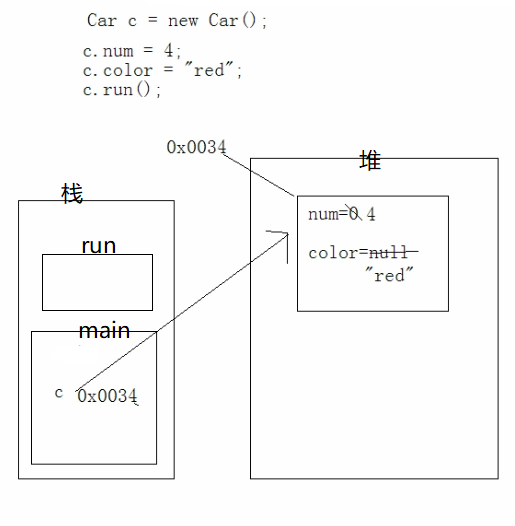 Car c = new Car();
c.num = 4;
c.color = "red";
c.run();
0x0034
堆
栈
num=0 4
run
color=null
"red"
main
c 0x0034